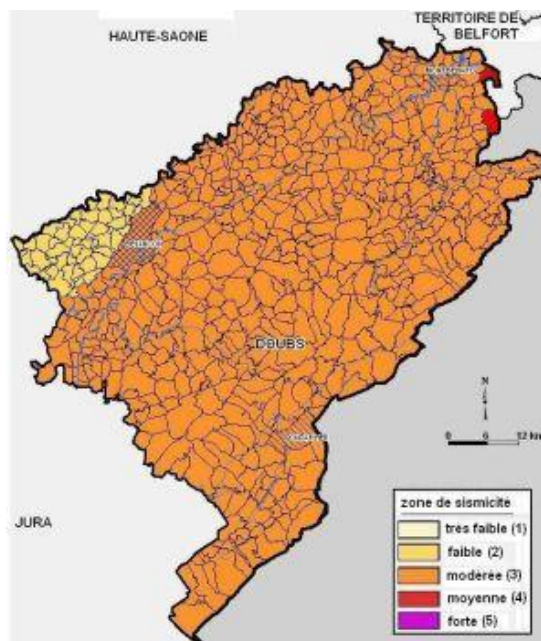 TERRITOIRE DE
BELFORT
HAUTE-SAONE
DOUBS
N
0 6 12 km
JURA
zone de sismicité
très faible (1)
faible (2)
modérée (3)
moyenne (4)
forte (5)